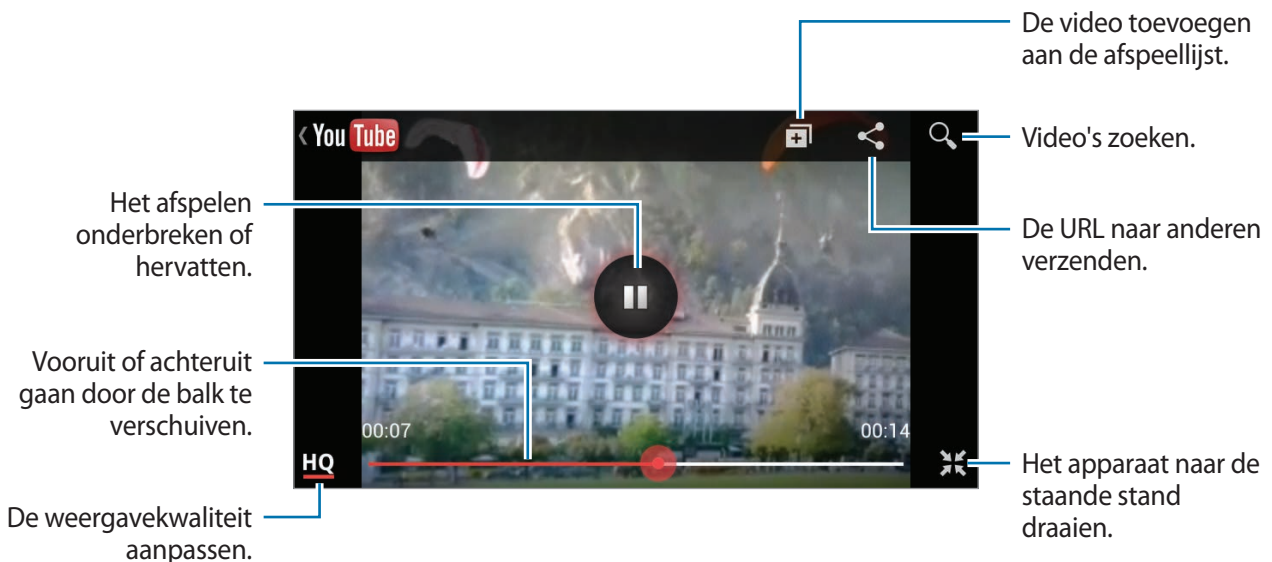 De video toevoegen
aan de afspeellijst.
You Tube
Video's zoeken.
Het afspelen
onderbreken of
hervatten.
De URL naar anderen
verzenden.
Vooruit of achteruit
gaan door de balk te
verschuiven.
00:07
00:14
HQ
Het apparaat naar de
staande stand
draaien.
De weergavekwaliteit
aanpassen.